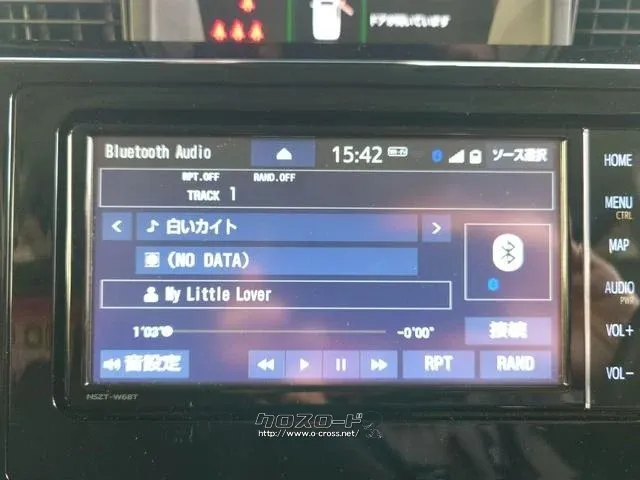 ドアが開いています
Bluetooth Audio 15:42 ソース選択
RPT.OFF RAND.OFF
TRACK 1
< ♪ 白いカイト >
(NO DATA)
My Little Lover
1'03" -0'00" 接続
音設定 RPT RAND
HOME
MENU
CTRL
MAP
AUDIO
PWR
VOL+
VOL-
NSZT-W68T
クロスロード
http://www.o-cross.net/